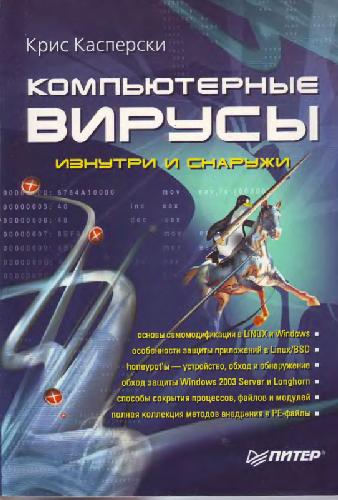 Крис Касперски
КОМПЬЮТЕРНЫЕ
ВИРУСЫ
ИЗНУТРИ И СНАРУЖИ
основы самомодификации в LINUX и Windows
особенности защиты приложений в Linux/BSD
honeypot'ы — устройство, обход и обнаружение
обход защиты Windows 2003 Server и Longhorn
способы сокрытия процессов, файлов и модулей
полная коллекция методов внедрения в PE-файлы
ПИТЕР